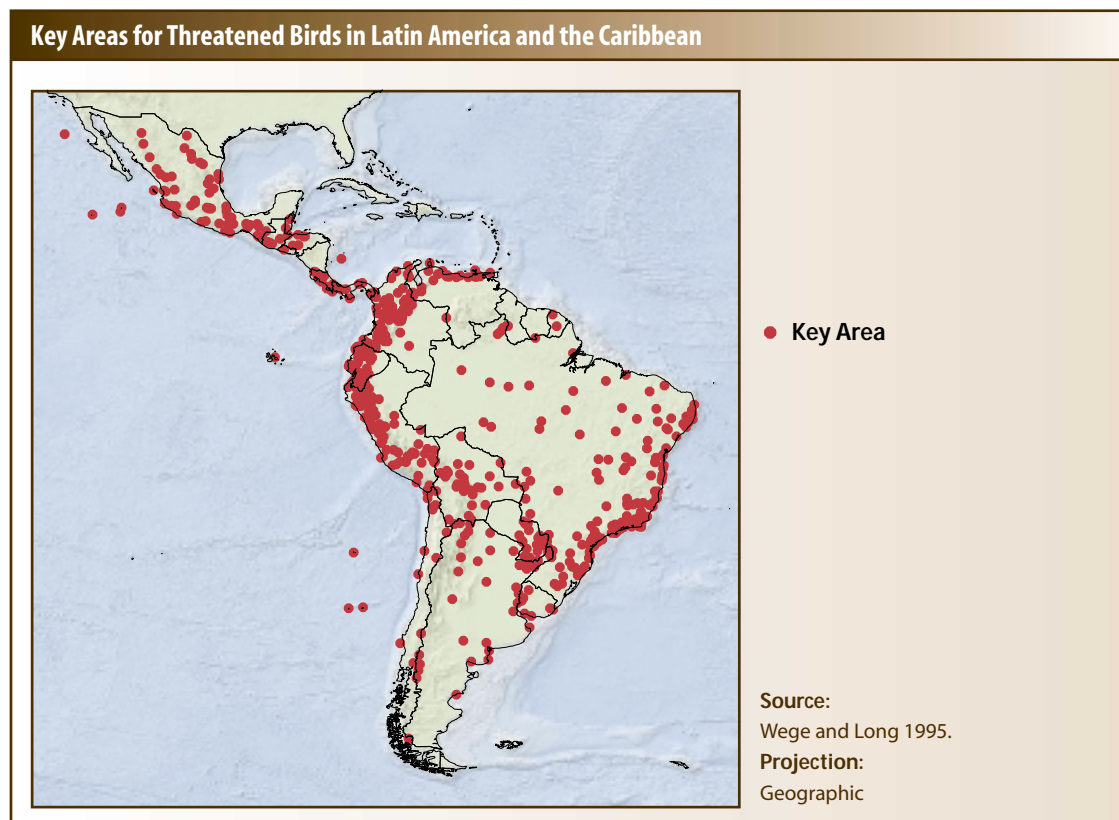 Key Areas for Threatened Birds in Latin America and the Caribbean
Key Area
Source:
Wege and Long 1995.
Projection:
Geographic